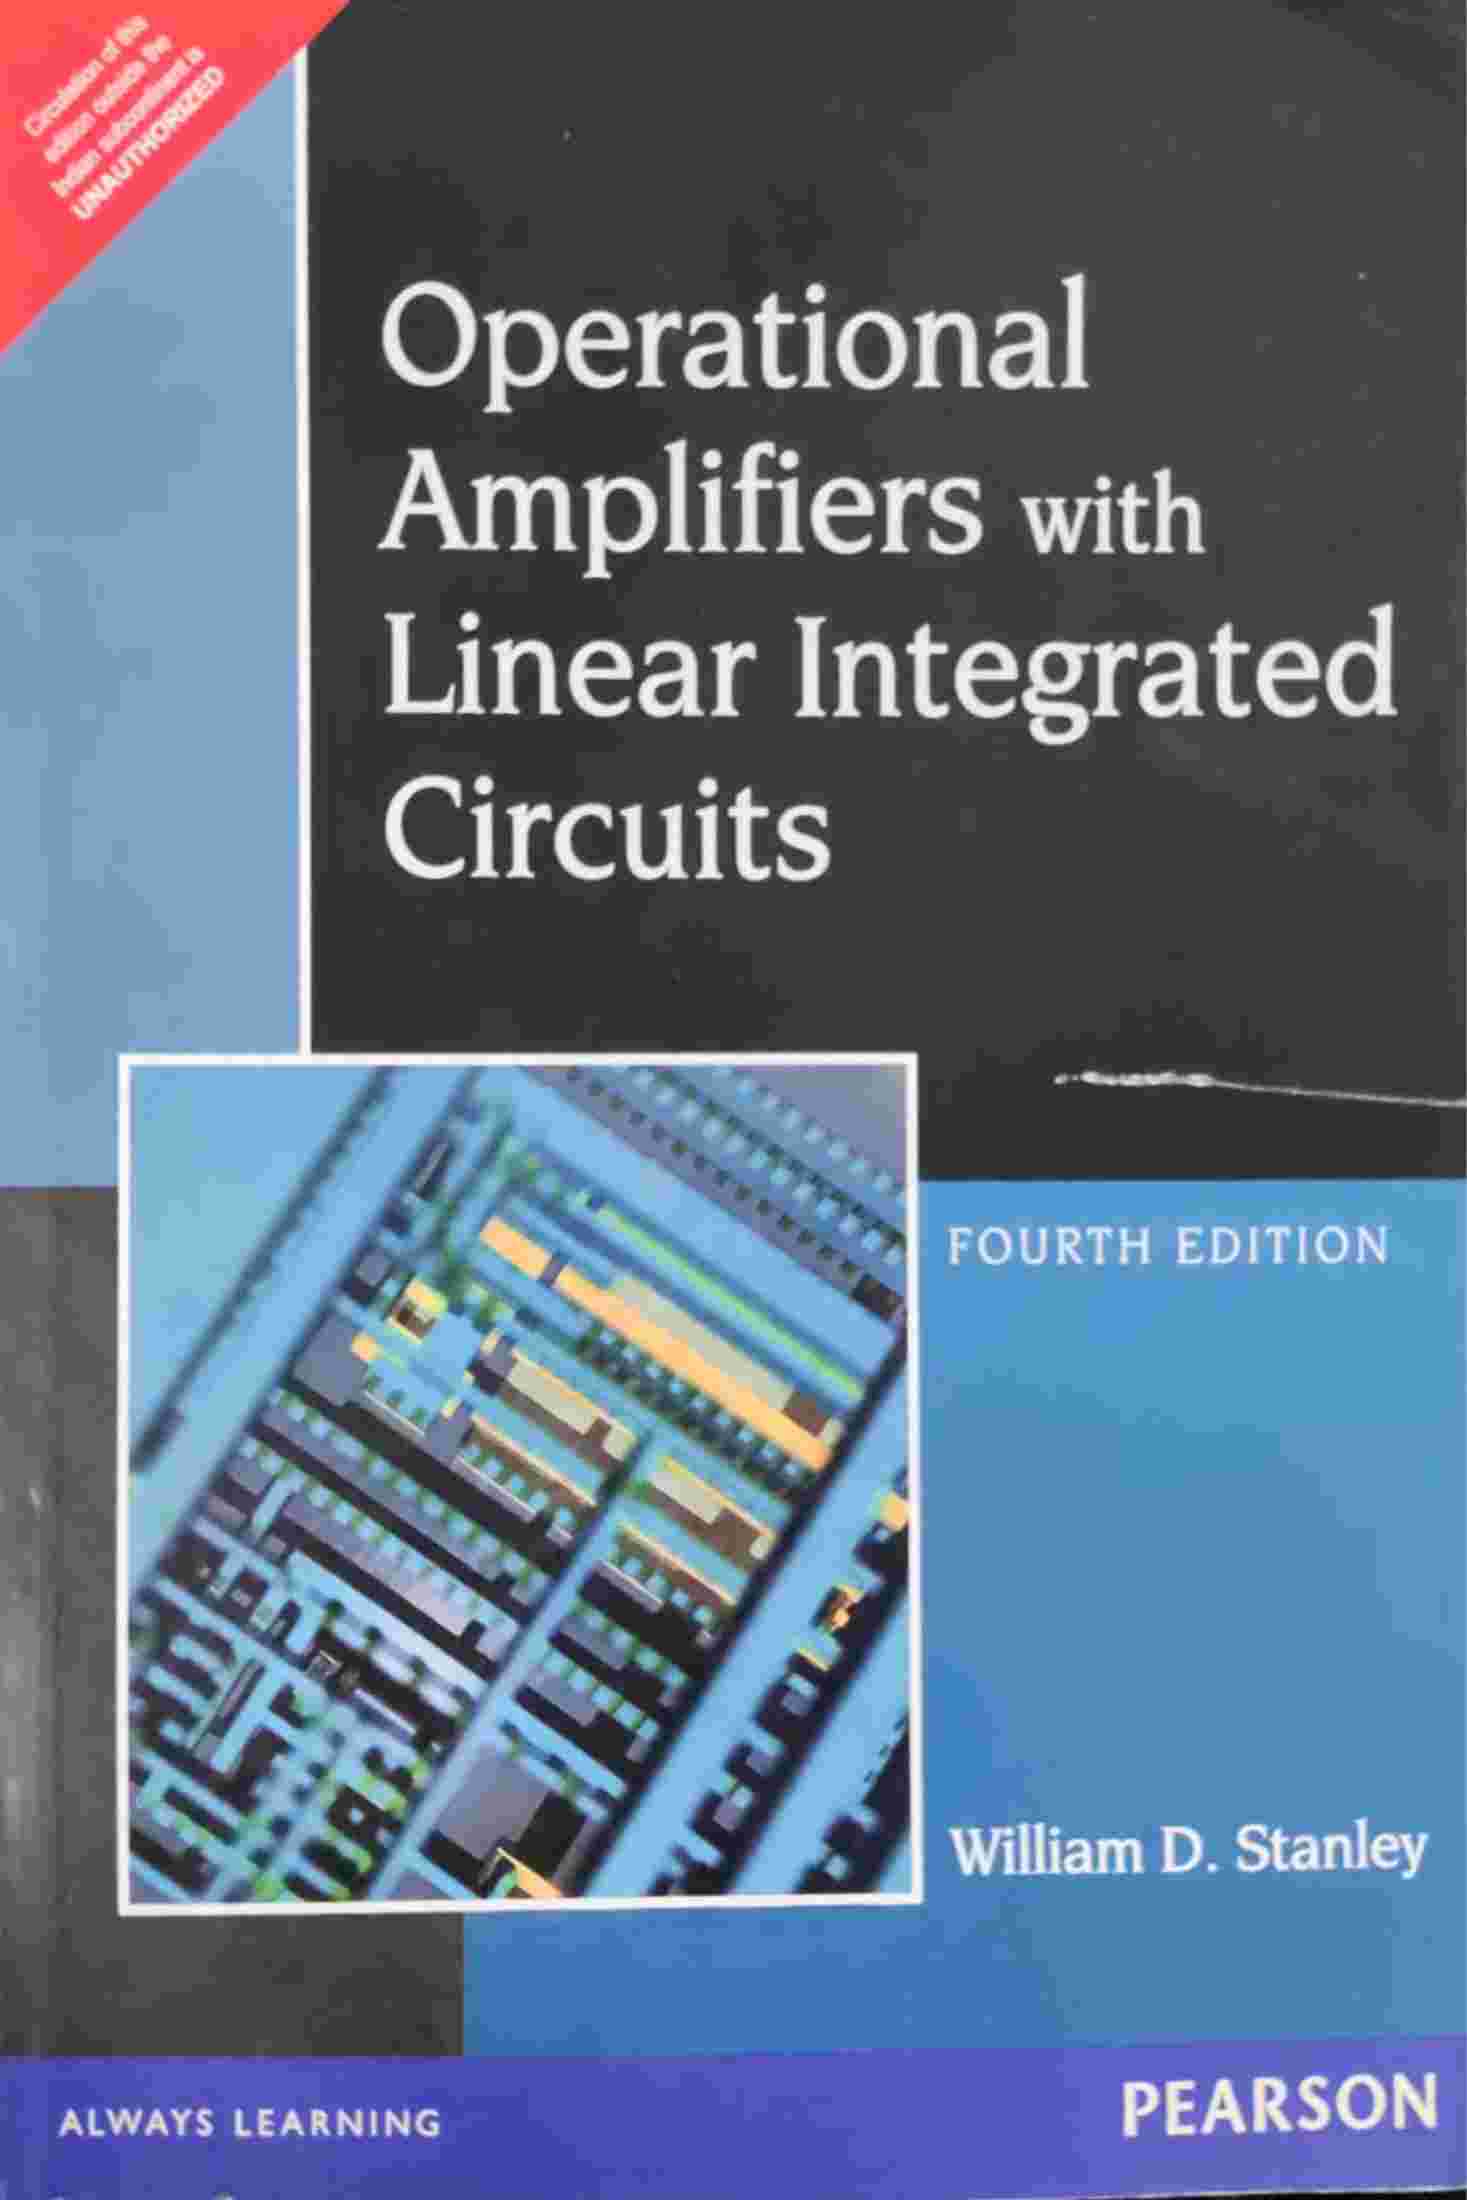 Circulation of this
edition outside the
Indian subcontinent is
UNAUTHORIZED
Operational
Amplifiers with
Linear Integrated
Circuits
FOURTH EDITION
William D. Stanley
ALWAYS LEARNING
PEARSON